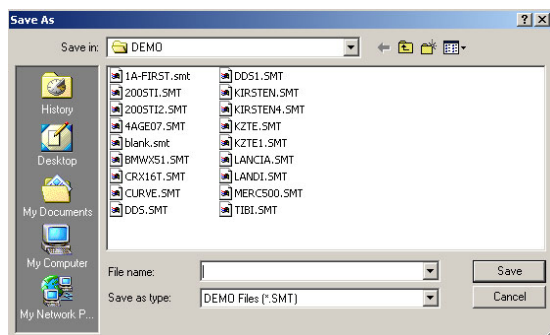 Save As
Save in: DEMO
History
Desktop
My Documents
My Computer
My Network P...
1A-FIRST.smt
200STI.SMT
200STI2.SMT
4AGE07.SMT
blank.smt
BMWX51.SMT
CRX16T.SMT
CURVE.SMT
DDS.SMT
DDS1.SMT
KIRSTEN.SMT
KIRSTEN4.SMT
KZTE.SMT
KZTE1.SMT
LANCIA.SMT
LANDI.SMT
MERC500.SMT
TIBI.SMT
File name:
Save
Save as type: DEMO Files (*.SMT)
Cancel